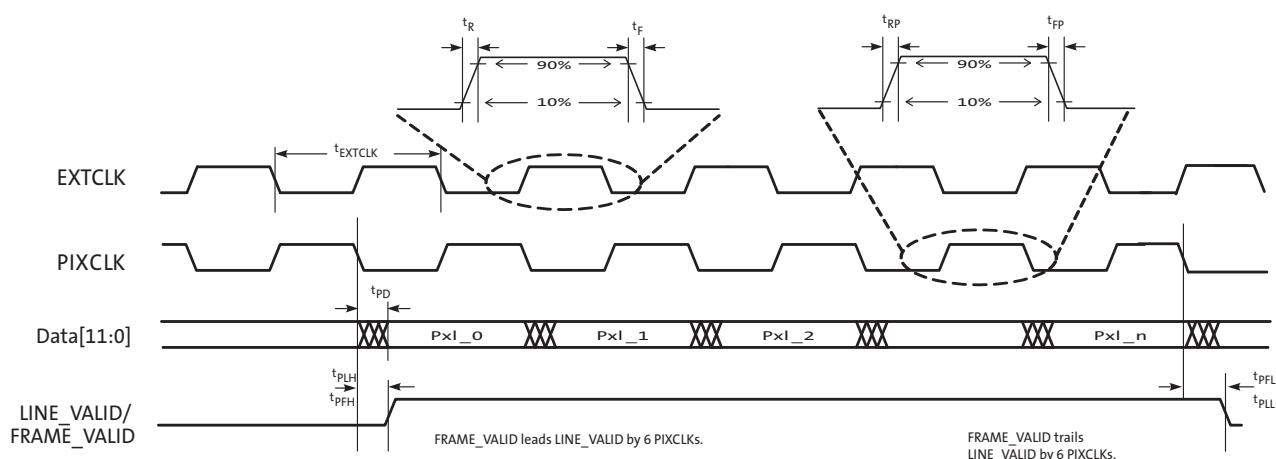 tR
tF
tRP
tFP
90%
90%
10%
10%
tEXTCLK
EXTCLK
PIXCLK
tPD
Data[11:0]
Pxl_0
Pxl_1
Pxl_2
Pxl_n
tPLH
tPFH
tPFL
tPLL
LINE_VALID/
FRAME_VALID
FRAME_VALID leads LINE_VALID by 6 PIXCLKs.
FRAME_VALID trails
LINE_VALID by 6 PIXCLKs.